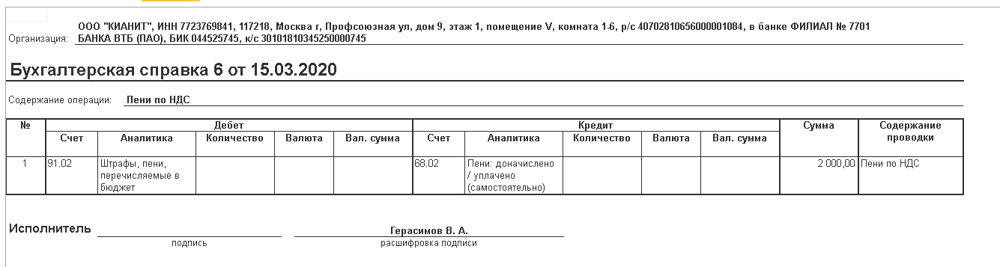 ООО "КИАНИТ", ИНН 7723769841, 117218, Москва г, Профсоюзная ул, дом 9, этаж 1, помещение V, комната 1-6, р/с 40702810656000001084, в банке ФИЛИАЛ № 7701
Организация: БАНКА ВТБ (ПАО), БИК 044525745, к/с 30101810345250000745
Бухгалтерская справка 6 от 15.03.2020
Содержание операции: Пени по НДС
№ Дебет Кредит Сумма Содержание
Счет Аналитика Количество Валюта Вал. сумма Счет Аналитика Количество Валюта Вал. сумма проводки
1 91.02 Штрафы, пени, 68.02 Пени: доначислено 2 000,00 Пени по НДС
перечисляемые в / уплачено
бюджет (самостоятельно)
Исполнитель Герасимов В. А.
подпись расшифровка подписи